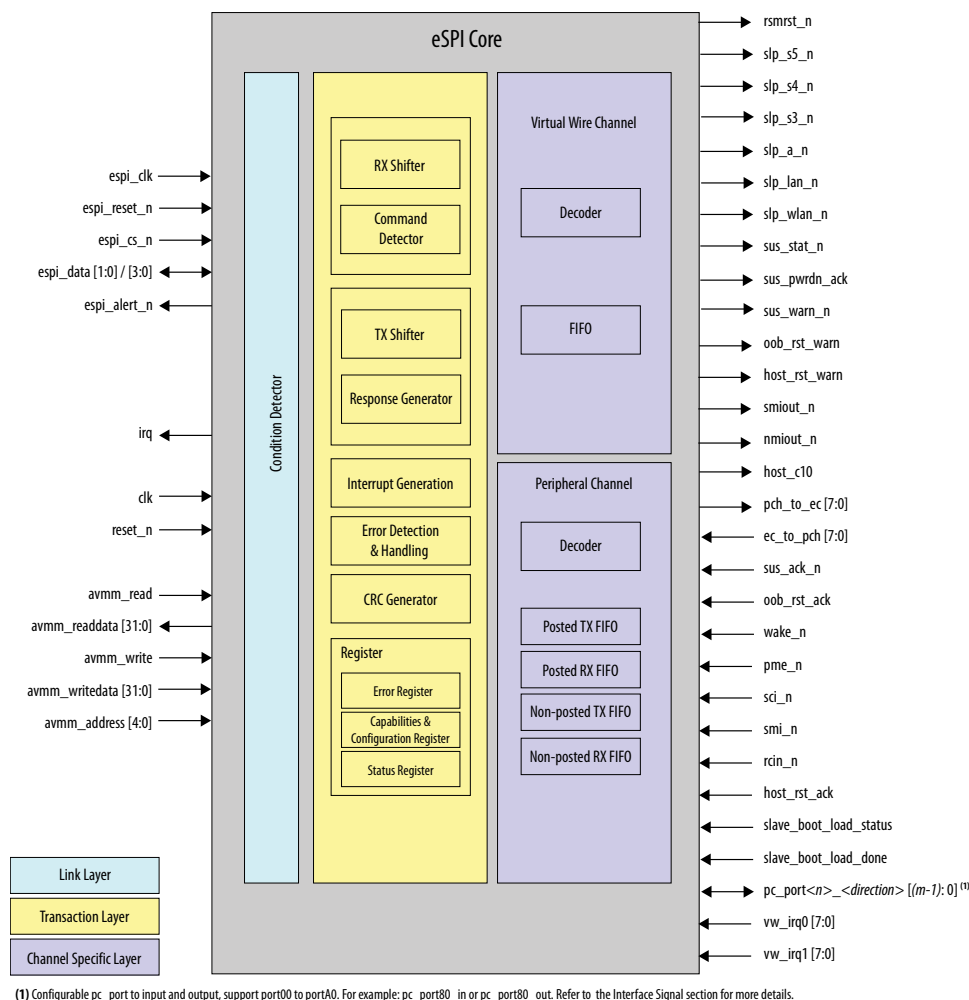 eSPI Core
espi_clk
espi_reset_n
espi_cs_n
espi_data [1:0] / [3:0]
espi_alert_n
irq
clk
reset_n
avmm_read
avmm_readdata [31:0]
avmm_write
avmm_writedata [31:0]
avmm_address [4:0]
Condition Detector
RX Shifter
Command
Detector
TX Shifter
Response Generator
Interrupt Generation
Error Detection
& Handling
CRC Generator
Register
Error Register
Capabilities &
Configuration Register
Status Register
Virtual Wire Channel
Decoder
FIFO
Peripheral Channel
Decoder
Posted TX FIFO
Posted RX FIFO
Non-posted TX FIFO
Non-posted RX FIFO
rsmrst_n
slp_s5_n
slp_s4_n
slp_s3_n
slp_a_n
slp_lan_n
slp_wlan_n
sus_stat_n
sus_pwrdn_ack
sus_warn_n
oob_rst_warn
host_rst_warn
smiout_n
nmiout_n
host_c10
pch_to_ec [7:0]
ec_to_pch [7:0]
sus_ack_n
oob_rst_ack
wake_n
pme_n
sci_n
smi_n
rcin_n
host_rst_ack
slave_boot_load_status
slave_boot_load_done
pc_port<n>_<direction> [(m-1): 0] (1)
vw_irq0 [7:0]
vw_irq1 [7:0]
Link Layer
Transaction Layer
Channel Specific Layer
(1) Configurable pc_port to input and output, support port00 to portA0. For example: pc_port80_in or pc_port80_out. Refer to the Interface Signal section for more details.